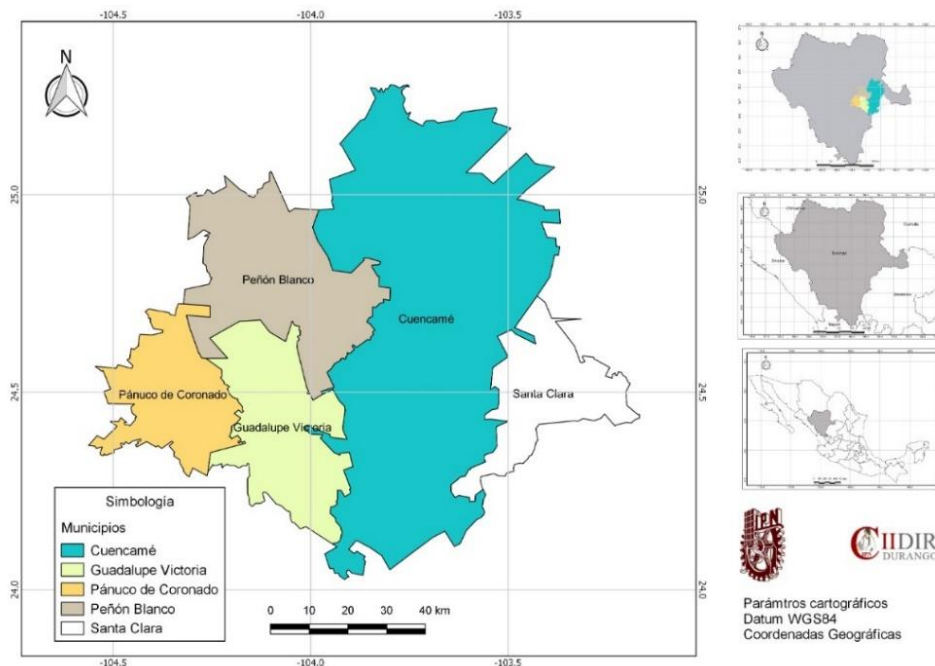 -104.5
-104.0
-103.5
N
25.0
25.0
Peñón Blanco
Cuencamé
24.5
Pánuco de Coronado
Santa Clara
24.5
Guadalupe Victoria
Simbología
Municipios
Cuencamé
Guadalupe Victoria
Pánuco de Coronado
Peñón Blanco
Santa Clara
24.0
24.0
0 10 20 30 40 km
-104.5
-104.0
-103.5
I.P.N.
CIIDIR
DURANGO
Parámtros cartográficos
Datum WGS84
Coordenadas Geográficas